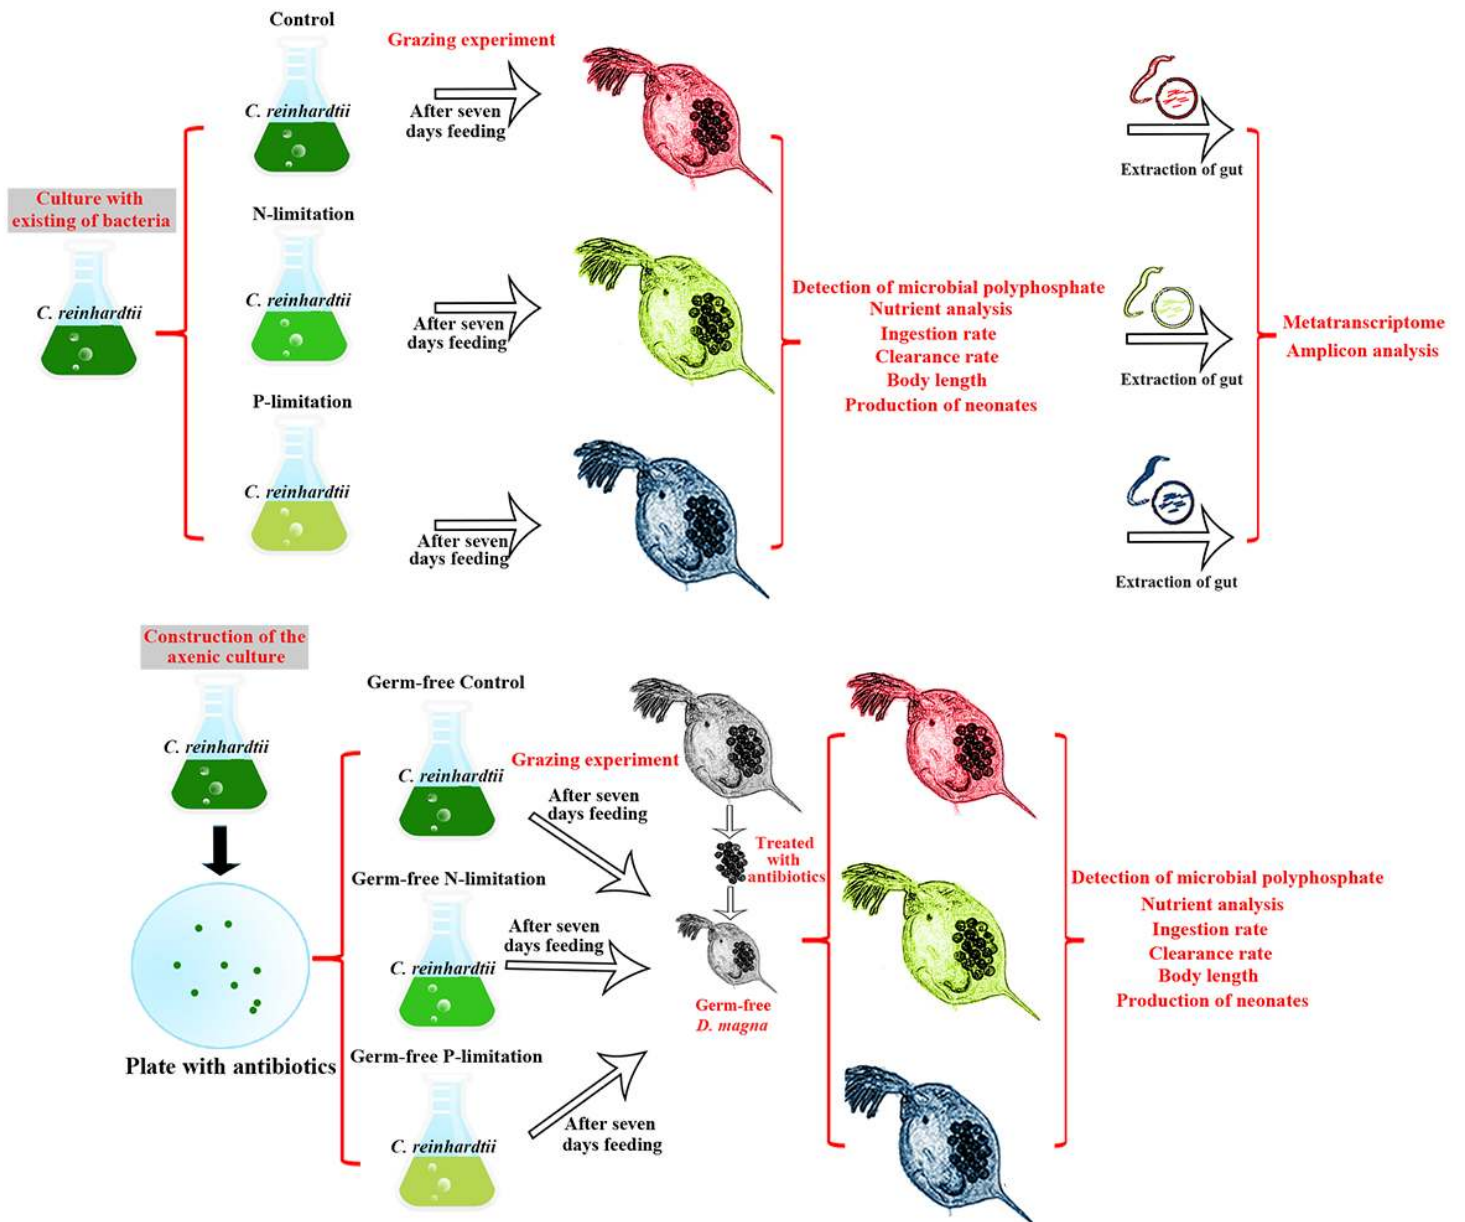 Control
C. reinhardtii
Grazing experiment
After seven
days feeding
Extraction of gut
Culture with
existing of bacteria
C. reinhardtii
N-limitation
C. reinhardtii
After seven
days feeding
Detection of microbial polyphosphate
Nutrient analysis
Ingestion rate
Clearance rate
Body length
Production of neonates
Extraction of gut
Metatranscriptome
Amplicon analysis
P-limitation
C. reinhardtii
After seven
days feeding
Extraction of gut
Construction of the
axenic culture
C. reinhardtii
Plate with antibiotics
Germ-free Control
C. reinhardtii
Grazing experiment
After seven
days feeding
Germ-free N-limitation
C. reinhardtii
After seven
days feeding
Germ-free P-limitation
C. reinhardtii
After seven
days feeding
Treated
with
antibiotics
Germ-free
D. magna
Detection of microbial polyphosphate
Nutrient analysis
Ingestion rate
Clearance rate
Body length
Production of neonates